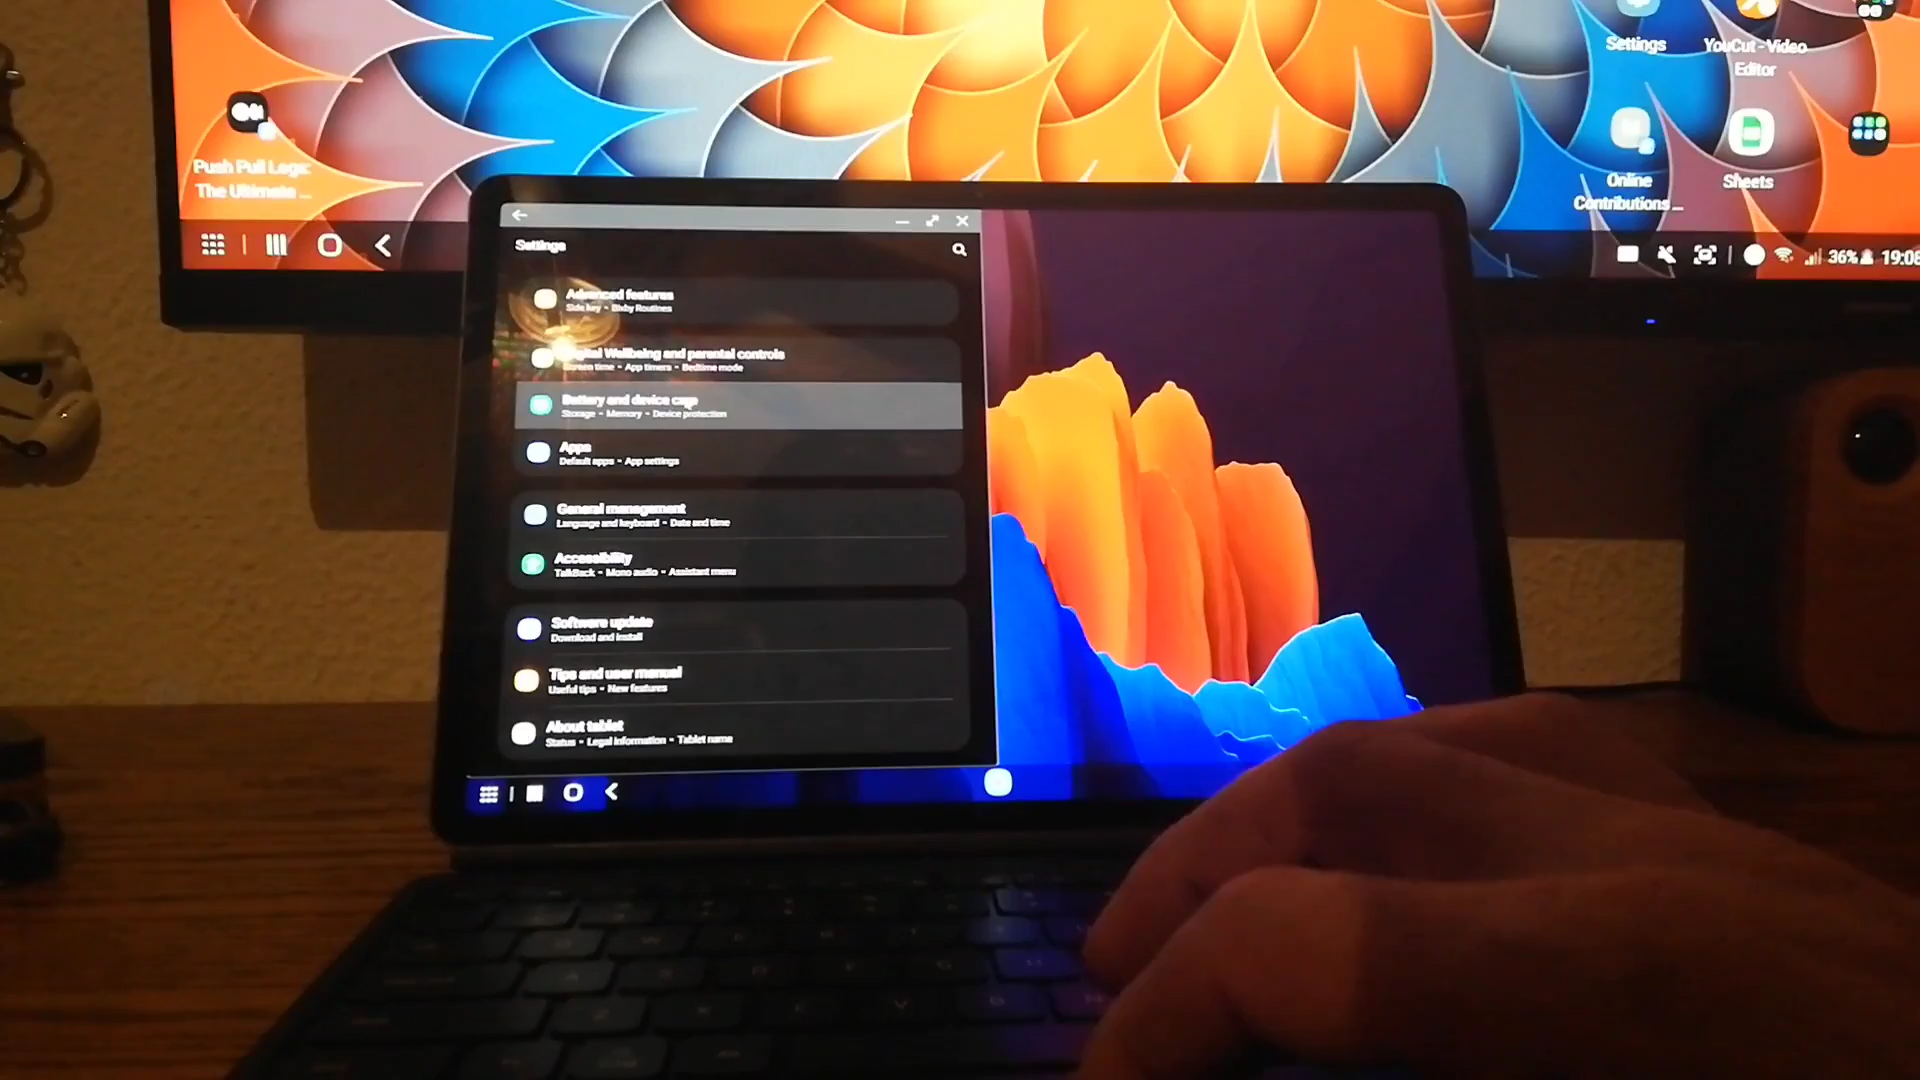 Settings
YouCut - Video
Editor
Push Pull Legs:
The Ultimate ...
Online
Contributions ...
Sheets
36%
19:08
Settings
Advanced features
Side key • Bixby Routines
Wellbeing and parental controls
Screen time • App timers • Bedtime mode
Battery and device care
Storage • Memory • Device protection
Apps
Default apps • App settings
General management
Language and keyboard • Date and time
Accessibility
TalkBack • Mono audio • Assistant menu
Software update
Download and install
Tips and user manual
Useful tips • New features
About tablet
Status • Legal information • Tablet name